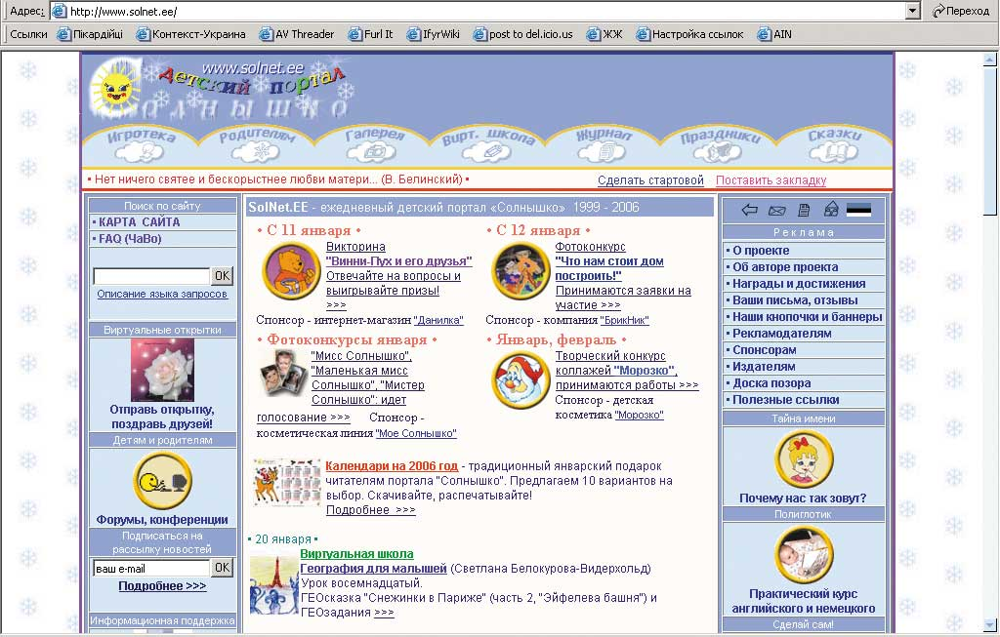 Адрес: http://www.solnet.ee/ Переход
Ссылки Пікардійці Контекст-Украина AV Threader Furl It IfyrWiki post to del.icio.us ЖЖ Настройка ссылок AIN
www.solnet.ee
детский портал
солнышко
Игротека Родителям Галерея Вирт. школа Журнал Праздники Сказки
• Нет ничего святее и бескорыстнее любви матери... (В. Белинский) •
Сделать стартовой Поставить закладку
Поиск по сайту
• КАРТА САЙТА
• FAQ (ЧаВо)
OK
Описание языка запросов
Виртуальные открытки
Отправь открытку,
поздравь друзей!
Детям и родителям
Форумы, конференции
Подписаться на
рассылку новостей
ваш e-mail OK
Подробнее >>>
Информационная поддержка
SolNet.EE - ежедневный детский портал «Солнышко» 1999 - 2006
• С 11 января •
Викторина
"Винни-Пух и его друзья"
Отвечайте на вопросы и
выигрывайте призы!
>>>
Спонсор - интернет-магазин "Данилка"
• С 12 января •
Фотоконкурс
"Что нам стоит дом
построить!"
Принимаются заявки на
участие >>>
Спонсор - компания "БрикНик"
• Фотоконкурсы января •
"Мисс Солнышко",
"Маленькая мисс
Солнышко", "Мистер
Солнышко": идет
голосование >>> Спонсор -
косметическая линия "Мое Солнышко"
• Январь, февраль •
Творческий конкурс
коллажей "Морозко",
принимаются работы >>>
Спонсор - детская
косметика "Морозко"
Календари на 2006 год - традиционный январский подарок
читателям портала "Солнышко". Предлагаем 10 вариантов на
выбор. Скачивайте, распечатывайте!
Подробнее >>>
• 20 января •
Виртуальная школа
География для малышей (Светлана Белокурова-Видерхольд)
Урок восемнадцатый.
ГЕОсказка "Снежинки в Париже" (часть 2, "Эйфелева башня") и
ГЕОзадания >>>
Реклама
• О проекте
• Об авторе проекта
• Награды и достижения
• Ваши письма, отзывы
• Наши кнопочки и баннеры
• Рекламодателям
• Спонсорам
• Издателям
• Доска позора
• Полезные ссылки
Тайна имени
Почему нас так зовут?
Полиглотик
Практический курс
английского и немецкого
Сделай сам!